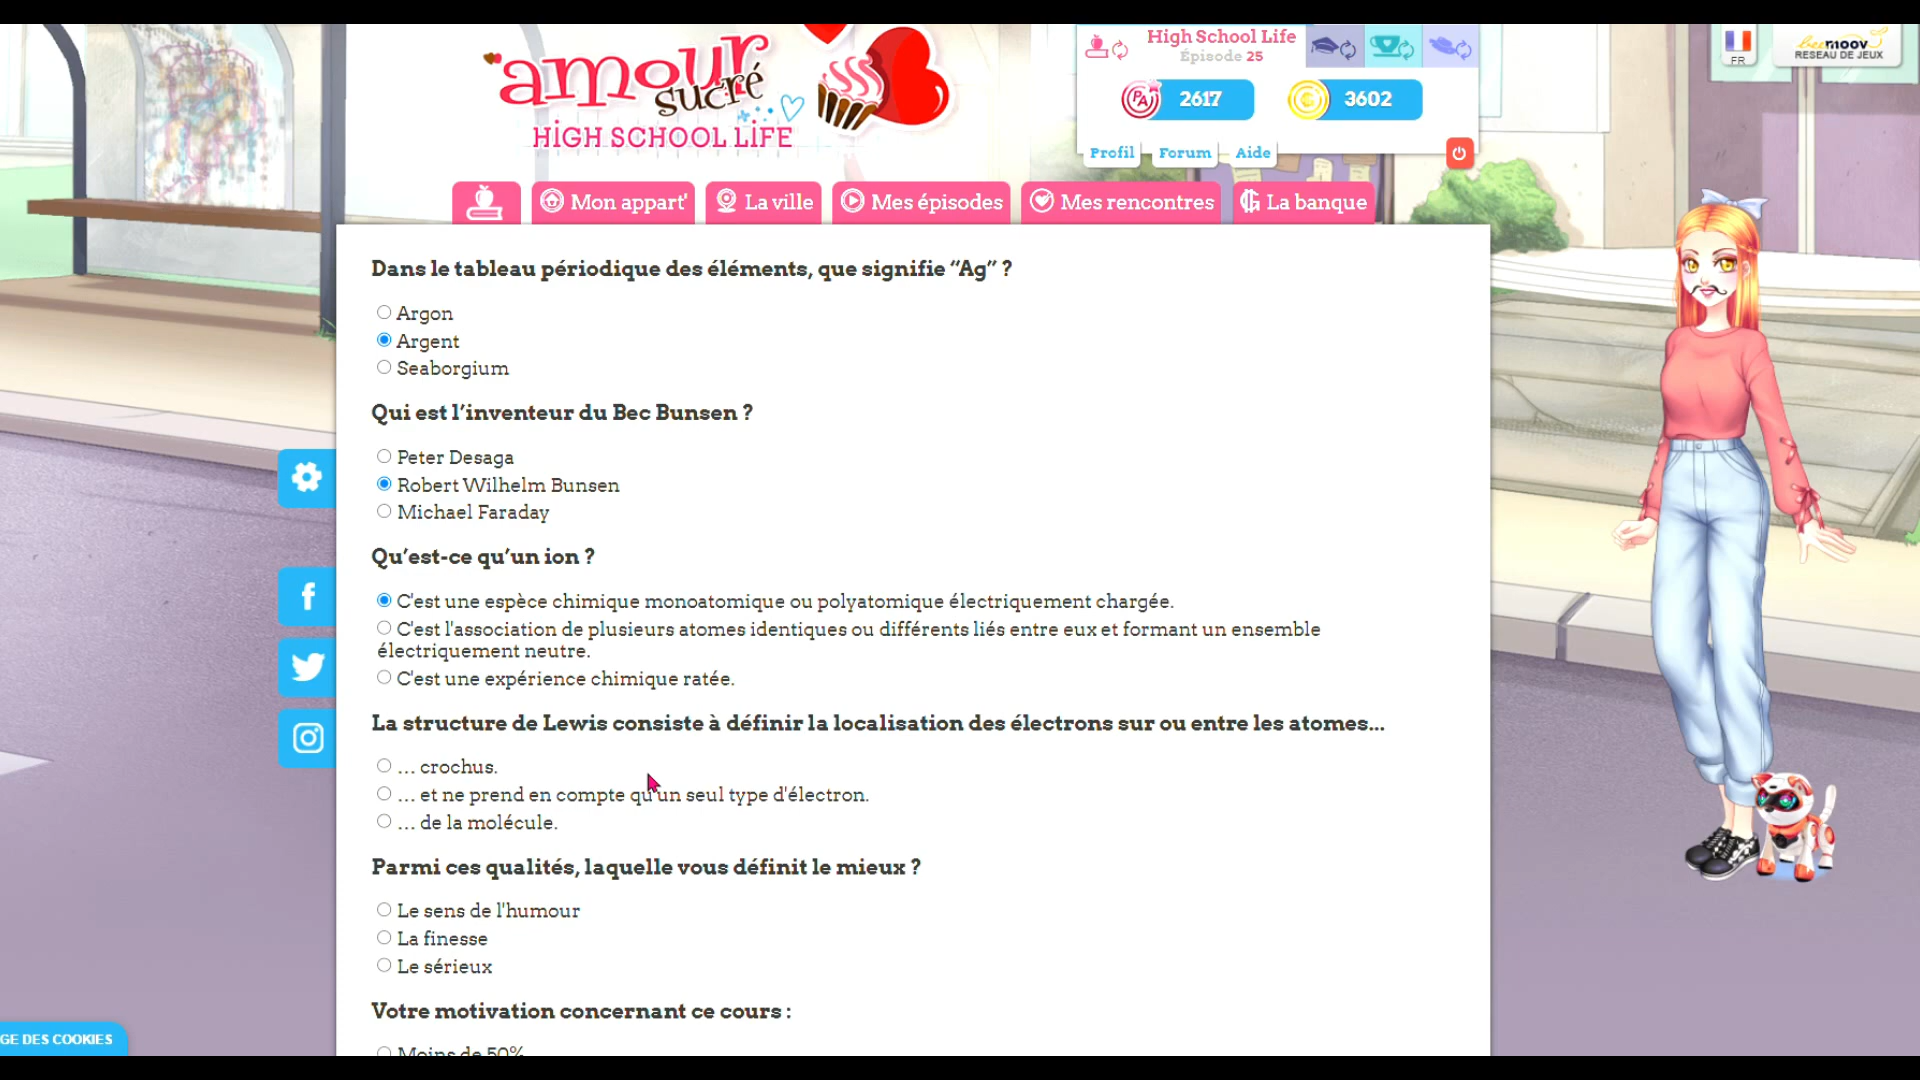 amour
sucré
HIGH SCHOOL LIFE
High School Life
Épisode 25
PA
2617
3602
Profil
Forum
Aide
FR
beemoov
RESEAU DE JEUX
Mon appart'
La ville
Mes épisodes
Mes rencontres
La banque
Dans le tableau périodique des éléments, que signifie “Ag” ?
Argon
Argent
Seaborgium
Qui est l’inventeur du Bec Bunsen ?
Peter Desaga
Robert Wilhelm Bunsen
Michael Faraday
Qu’est-ce qu’un ion ?
C'est une espèce chimique monoatomique ou polyatomique électriquement chargée.
C'est l'association de plusieurs atomes identiques ou différents liés entre eux et formant un ensemble
électriquement neutre.
C'est une expérience chimique ratée.
La structure de Lewis consiste à définir la localisation des électrons sur ou entre les atomes...
... crochus.
... et ne prend en compte qu'un seul type d'électron.
... de la molécule.
Parmi ces qualités, laquelle vous définit le mieux ?
Le sens de l'humour
La finesse
Le sérieux
Votre motivation concernant ce cours :
Moins de 50%
GE DES COOKIES